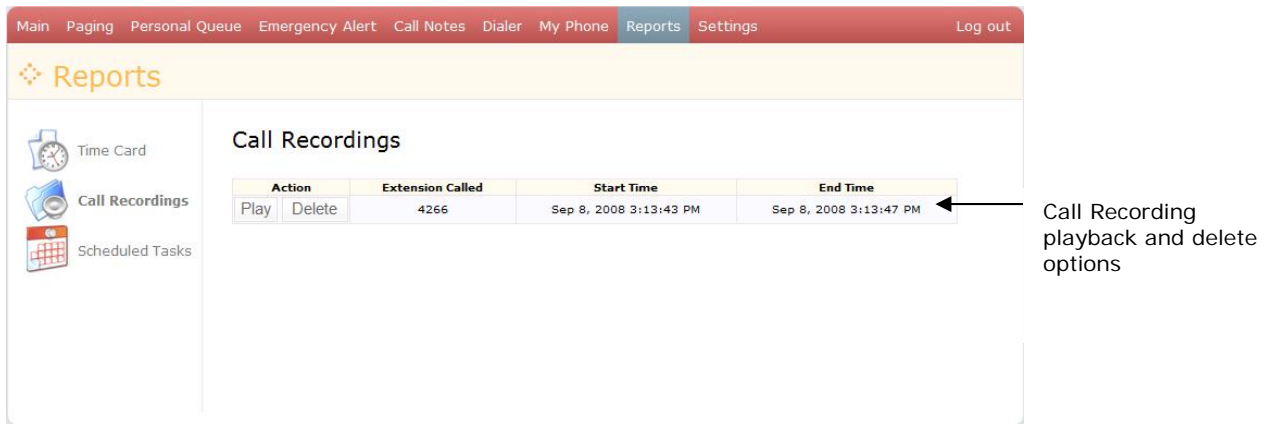 Main Paging Personal Queue Emergency Alert Call Notes Dialer My Phone Reports Settings Log out
Reports
Time Card
Call Recordings
Scheduled Tasks
Call Recordings
Action Extension Called Start Time End Time
Play Delete 4266 Sep 8, 2008 3:13:43 PM Sep 8, 2008 3:13:47 PM
Call Recording
playback and delete
options